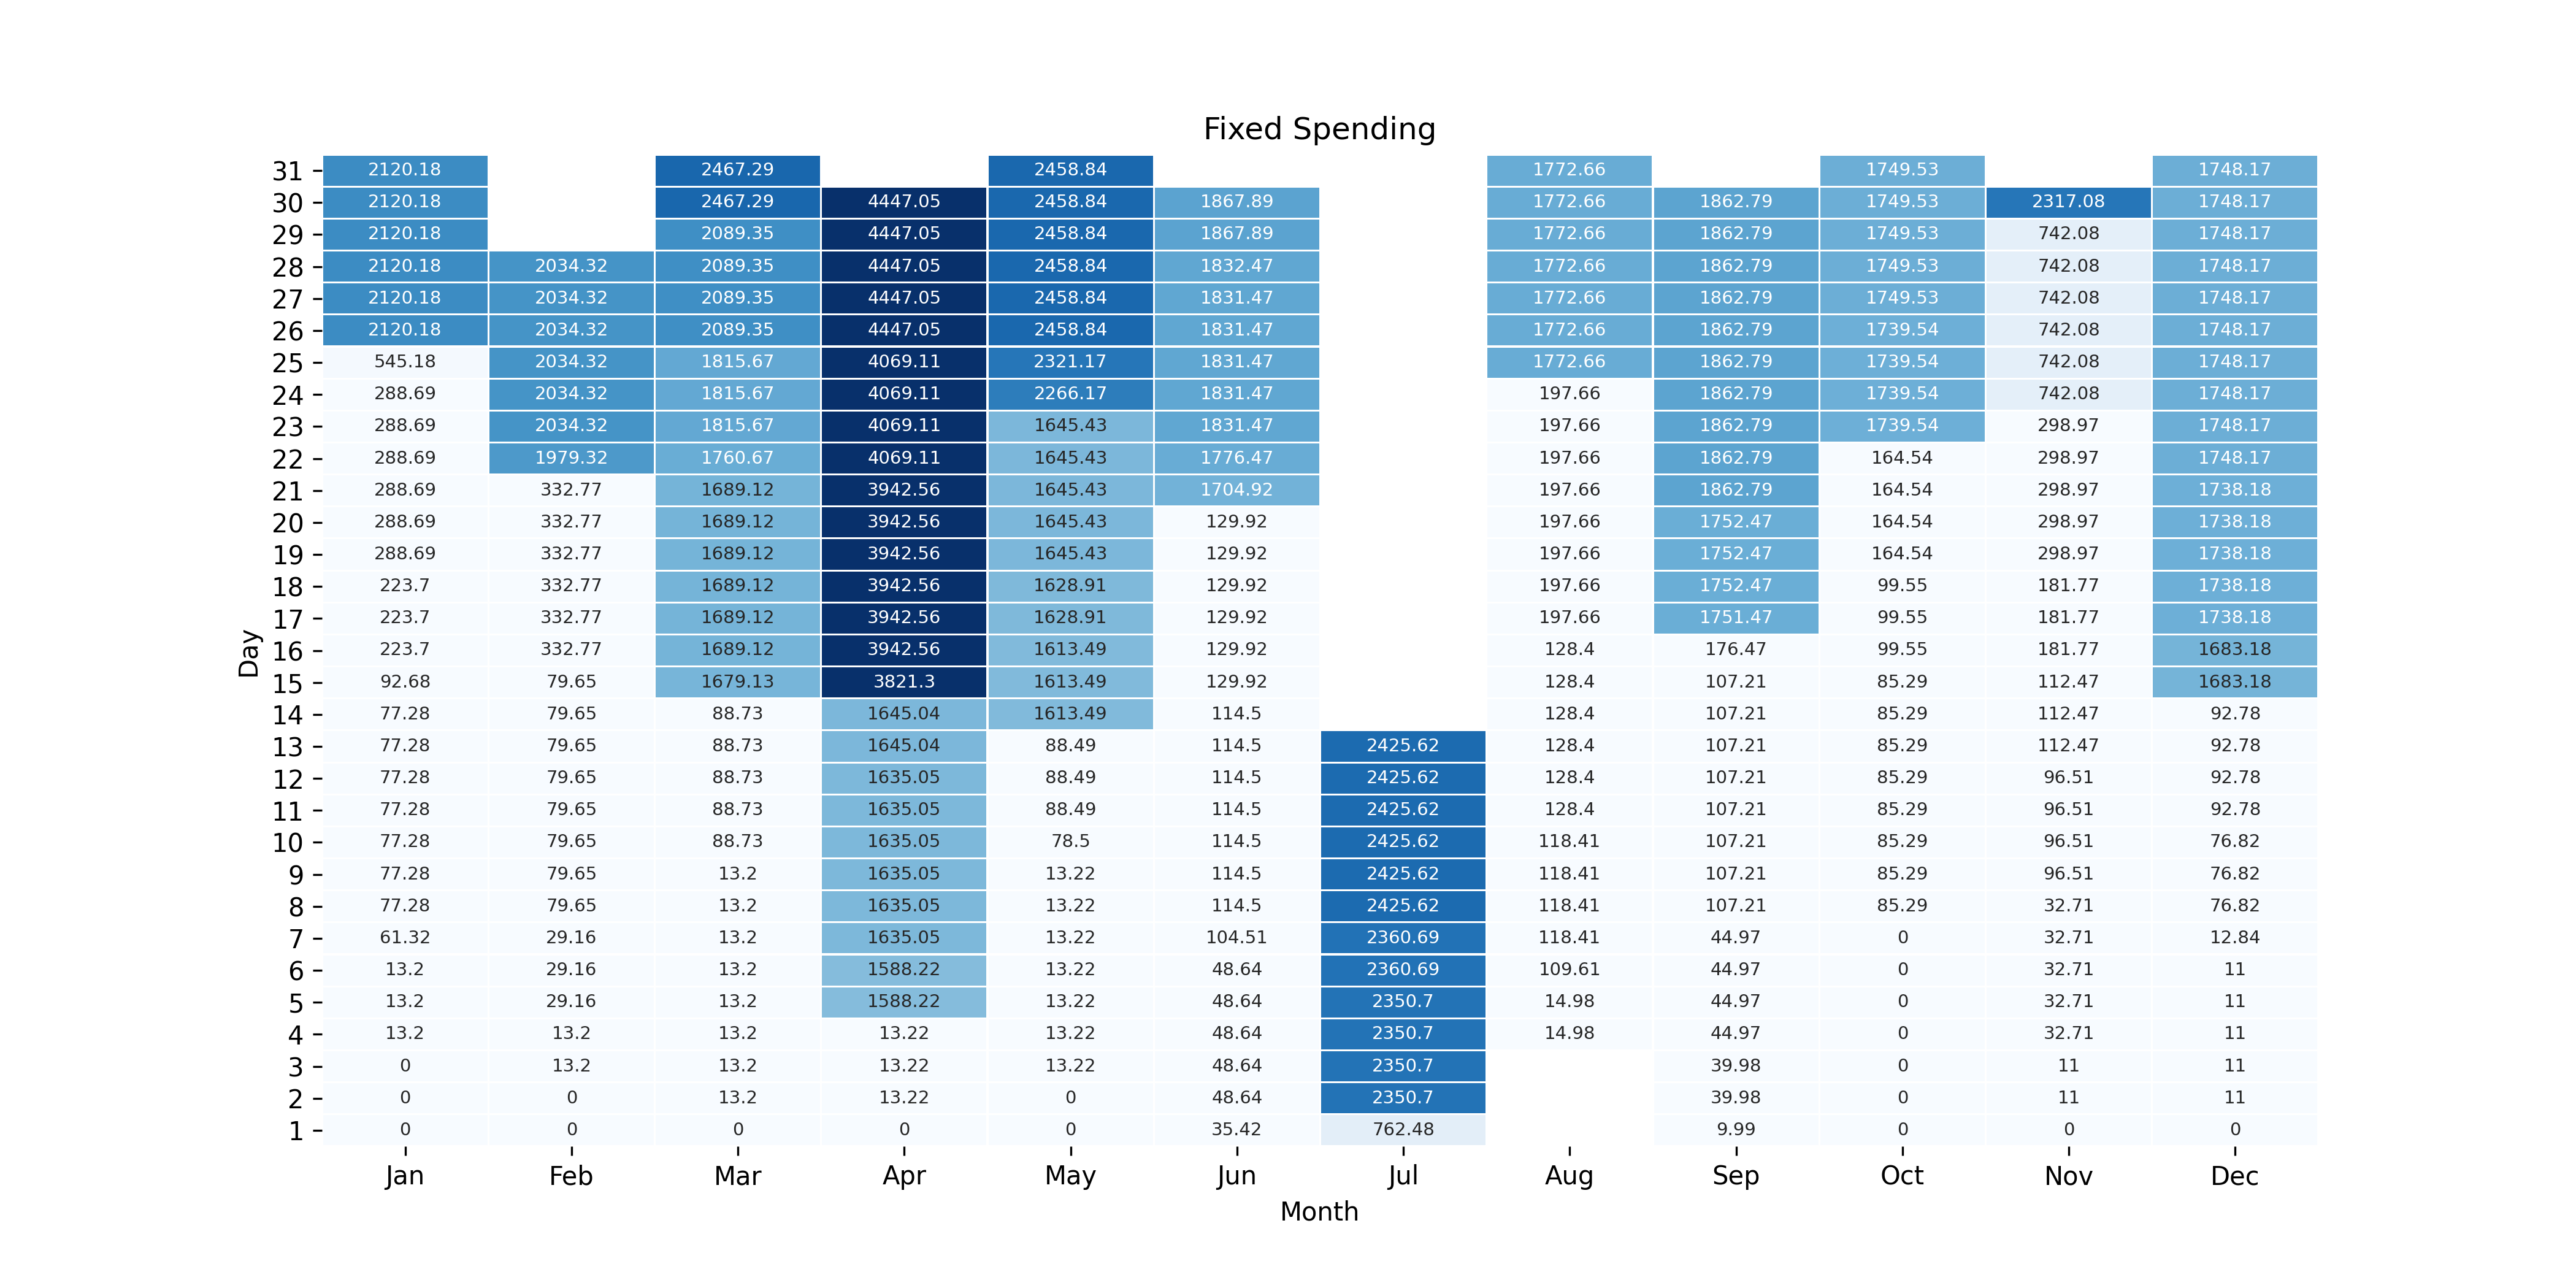 Fixed Spending
31 2120.18 2467.29 2458.84 1772.66 1749.53 1748.17
30 2120.18 2467.29 4447.05 2458.84 1867.89 1772.66 1862.79 1749.53 2317.08 1748.17
29 2120.18 2089.35 4447.05 2458.84 1867.89 1772.66 1862.79 1749.53 742.08 1748.17
28 2120.18 2034.32 2089.35 4447.05 2458.84 1832.47 1772.66 1862.79 1749.53 742.08 1748.17
27 2120.18 2034.32 2089.35 4447.05 2458.84 1831.47 1772.66 1862.79 1749.53 742.08 1748.17
26 2120.18 2034.32 2089.35 4447.05 2458.84 1831.47 1772.66 1862.79 1739.54 742.08 1748.17
25 545.18 2034.32 1815.67 4069.11 2321.17 1831.47 1772.66 1862.79 1739.54 742.08 1748.17
24 288.69 2034.32 1815.67 4069.11 2266.17 1831.47 197.66 1862.79 1739.54 742.08 1748.17
23 288.69 2034.32 1815.67 4069.11 1645.43 1831.47 197.66 1862.79 1739.54 298.97 1748.17
22 288.69 1979.32 1760.67 4069.11 1645.43 1776.47 197.66 1862.79 164.54 298.97 1748.17
21 288.69 332.77 1689.12 3942.56 1645.43 1704.92 197.66 1862.79 164.54 298.97 1738.18
20 288.69 332.77 1689.12 3942.56 1645.43 129.92 197.66 1752.47 164.54 298.97 1738.18
19 288.69 332.77 1689.12 3942.56 1645.43 129.92 197.66 1752.47 164.54 298.97 1738.18
18 223.7 332.77 1689.12 3942.56 1628.91 129.92 197.66 1752.47 99.55 181.77 1738.18
17 223.7 332.77 1689.12 3942.56 1628.91 129.92 197.66 1751.47 99.55 181.77 1738.18
16 223.7 332.77 1689.12 3942.56 1613.49 129.92 128.4 176.47 99.55 181.77 1683.18
15 92.68 79.65 1679.13 3821.3 1613.49 129.92 128.4 107.21 85.29 112.47 1683.18
14 77.28 79.65 88.73 1645.04 1613.49 114.5 128.4 107.21 85.29 112.47 92.78
13 77.28 79.65 88.73 1645.04 88.49 114.5 2425.62 128.4 107.21 85.29 112.47 92.78
12 77.28 79.65 88.73 1635.05 88.49 114.5 2425.62 128.4 107.21 85.29 96.51 92.78
11 77.28 79.65 88.73 1635.05 88.49 114.5 2425.62 128.4 107.21 85.29 96.51 92.78
10 77.28 79.65 88.73 1635.05 78.5 114.5 2425.62 118.41 107.21 85.29 96.51 76.82
9 77.28 79.65 13.2 1635.05 13.22 114.5 2425.62 118.41 107.21 85.29 96.51 76.82
8 77.28 79.65 13.2 1635.05 13.22 114.5 2425.62 118.41 107.21 85.29 32.71 76.82
7 61.32 29.16 13.2 1635.05 13.22 104.51 2360.69 118.41 44.97 0 32.71 12.84
6 13.2 29.16 13.2 1588.22 13.22 48.64 2360.69 109.61 44.97 0 32.71 11
5 13.2 29.16 13.2 1588.22 13.22 48.64 2350.7 14.98 44.97 0 32.71 11
4 13.2 13.2 13.2 13.22 13.22 48.64 2350.7 14.98 44.97 0 32.71 11
3 0 13.2 13.2 13.22 13.22 48.64 2350.7 39.98 0 11 11
2 0 0 13.2 13.22 0 48.64 2350.7 39.98 0 11 11
1 0 0 0 0 0 35.42 762.48 9.99 0 0 0
Day
Jan Feb Mar Apr May Jun Jul Aug Sep Oct Nov Dec
Month